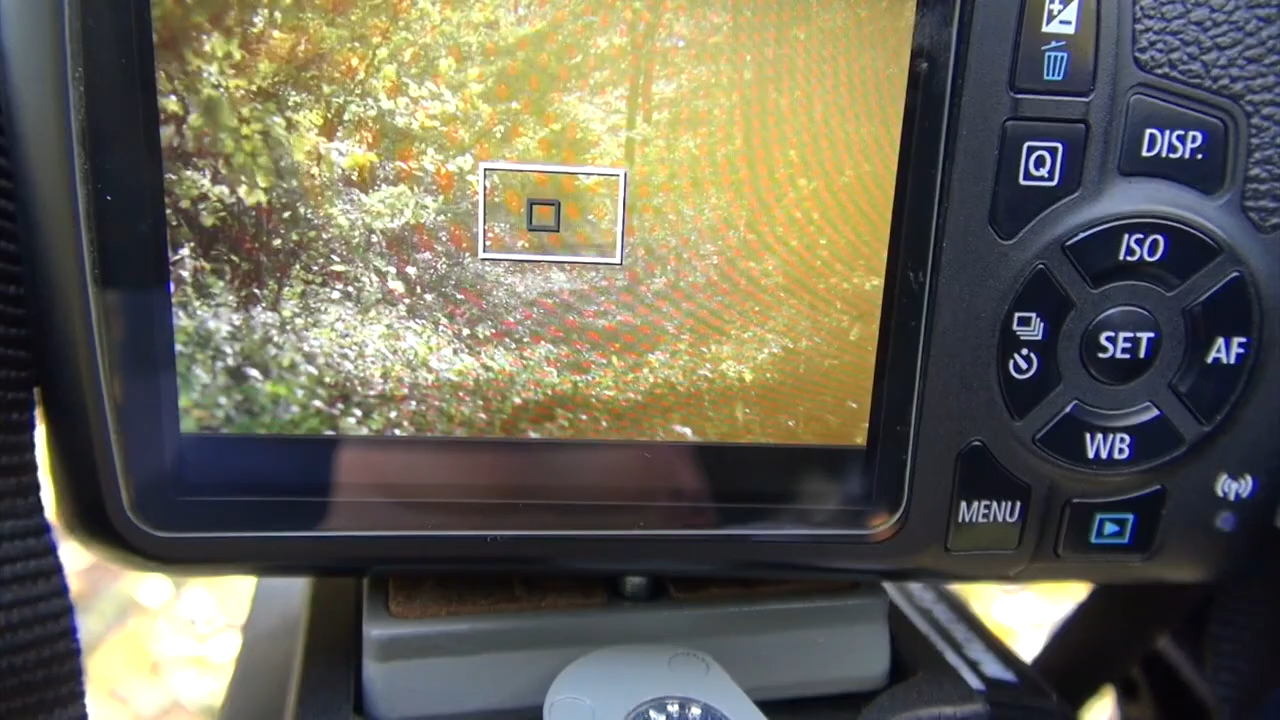 DISP.
Q
ISO
SET
AF
WB
MENU